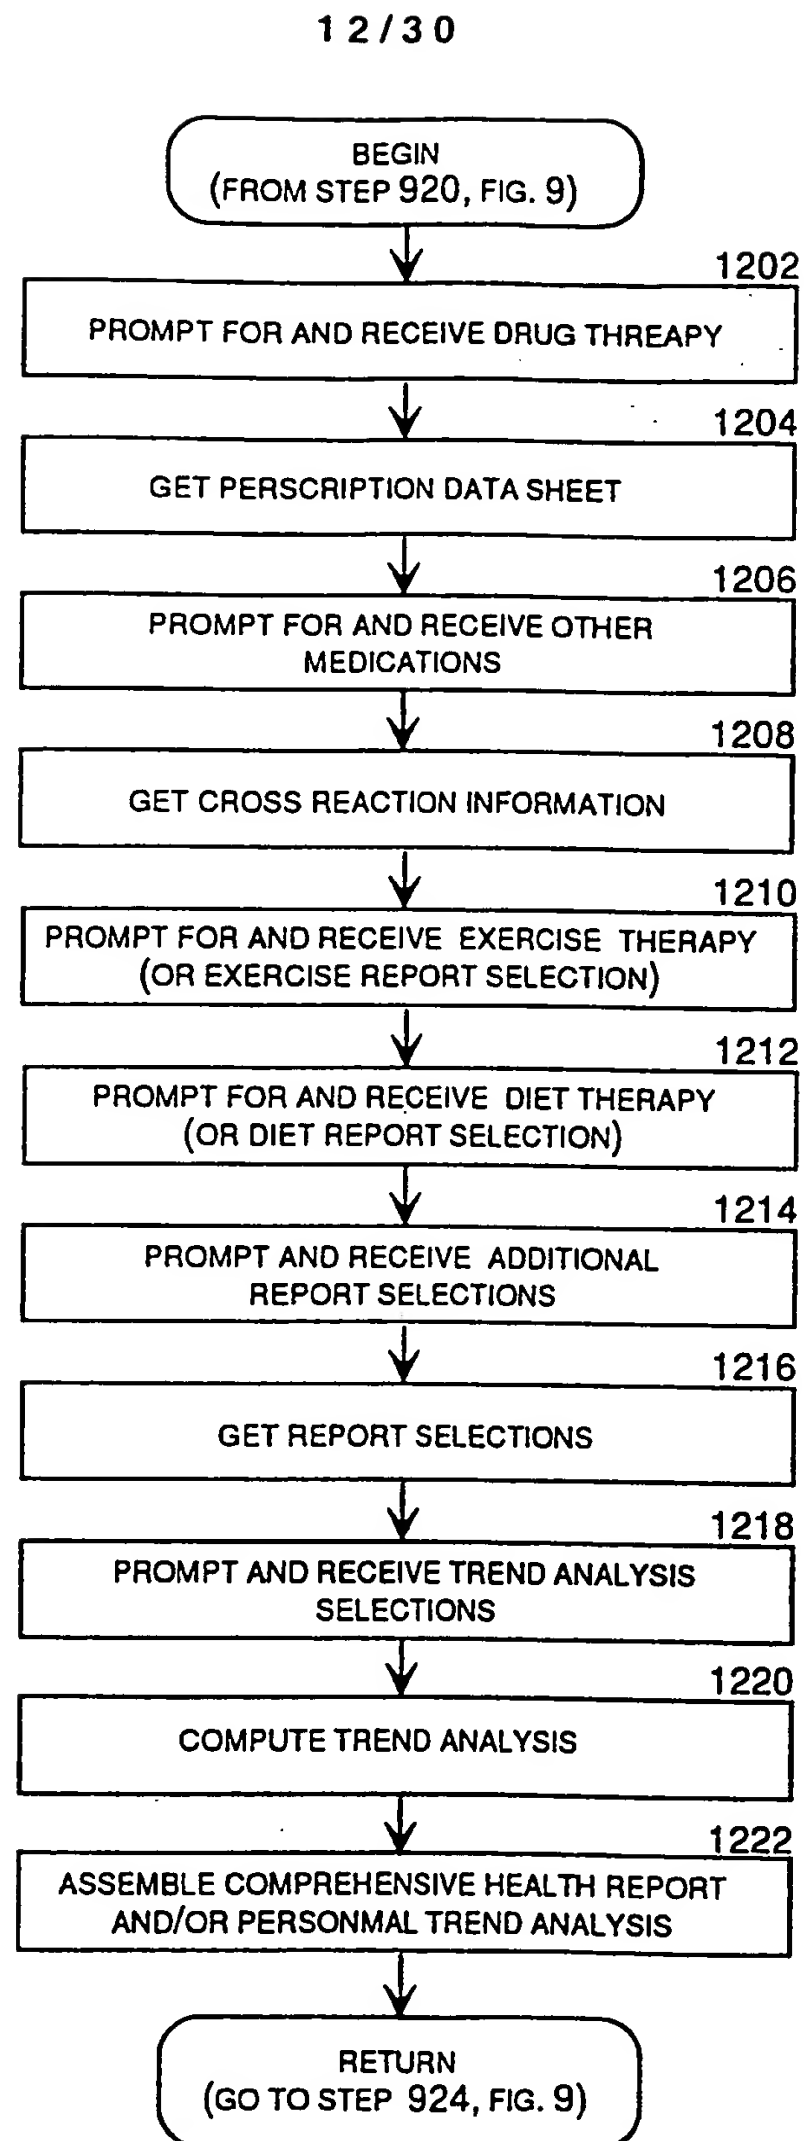 12/30
BEGIN
(FROM STEP 920, FIG. 9)
1202
PROMPT FOR AND RECEIVE DRUG THREAPY
1204
GET PERSCRIPTION DATA SHEET
1206
PROMPT FOR AND RECEIVE OTHER
MEDICATIONS
1208
GET CROSS REACTION INFORMATION
1210
PROMPT FOR AND RECEIVE EXERCISE THERAPY
(OR EXERCISE REPORT SELECTION)
1212
PROMPT FOR AND RECEIVE DIET THERAPY
(OR DIET REPORT SELECTION)
1214
PROMPT AND RECEIVE ADDITIONAL
REPORT SELECTIONS
1216
GET REPORT SELECTIONS
1218
PROMPT AND RECEIVE TREND ANALYSIS
SELECTIONS
1220
COMPUTE TREND ANALYSIS
1222
ASSEMBLE COMPREHENSIVE HEALTH REPORT
AND/OR PERSONMAL TREND ANALYSIS
RETURN
(GO TO STEP 924, FIG. 9)